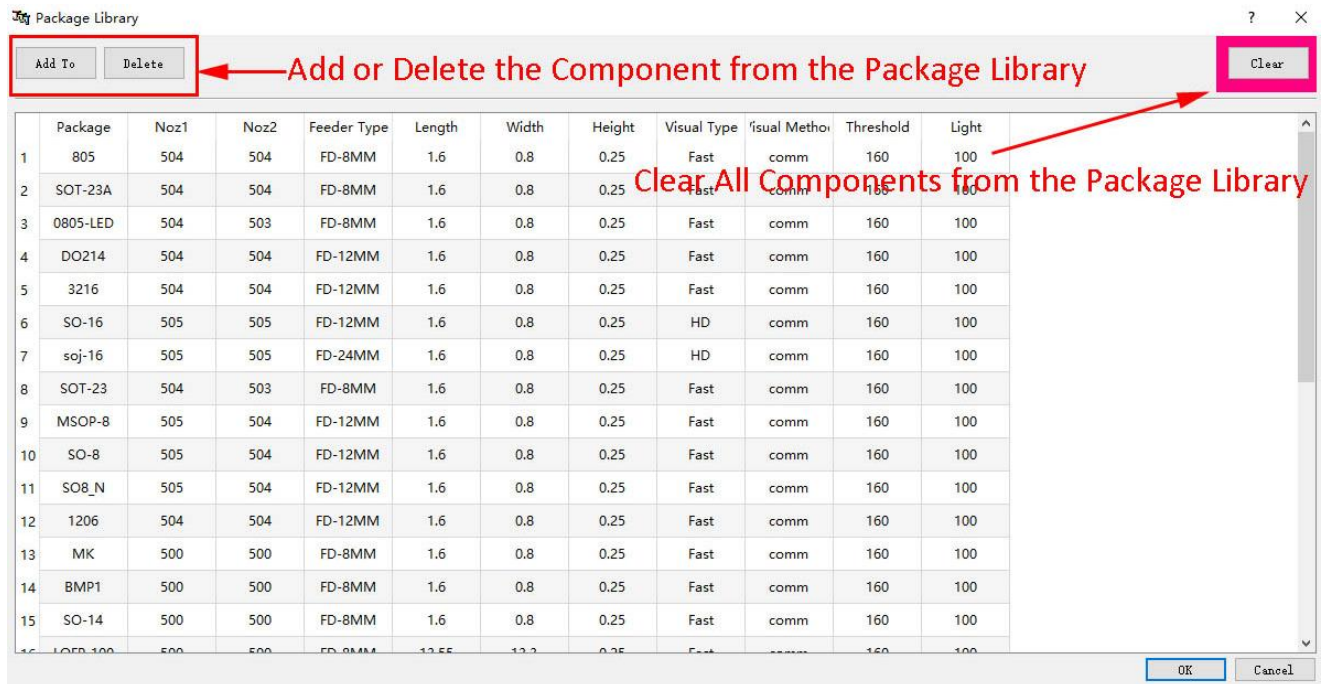 Package Library
? ×
Add To Delete Add or Delete the Component from the Package Library Clear
Package Noz1 Noz2 Feeder Type Length Width Height Visual Type Visual Method Threshold Light
1 805 504 504 FD-8MM 1.6 0.8 0.25 Fast comm 160 100
Clear All Components from the Package Library
2 SOT-23A 504 504 FD-8MM 1.6 0.8 0.25 Fast comm 160 100
3 0805-LED 504 503 FD-8MM 1.6 0.8 0.25 Fast comm 160 100
4 DO214 504 504 FD-12MM 1.6 0.8 0.25 Fast comm 160 100
5 3216 504 504 FD-12MM 1.6 0.8 0.25 Fast comm 160 100
6 SO-16 505 505 FD-12MM 1.6 0.8 0.25 HD comm 160 100
7 soj-16 505 505 FD-24MM 1.6 0.8 0.25 HD comm 160 100
8 SOT-23 504 503 FD-8MM 1.6 0.8 0.25 Fast comm 160 100
9 MSOP-8 505 504 FD-12MM 1.6 0.8 0.25 Fast comm 160 100
10 SO-8 505 504 FD-12MM 1.6 0.8 0.25 Fast comm 160 100
11 SO8_N 505 504 FD-12MM 1.6 0.8 0.25 Fast comm 160 100
12 1206 504 504 FD-12MM 1.6 0.8 0.25 Fast comm 160 100
13 MK 500 500 FD-8MM 1.6 0.8 0.25 Fast comm 160 100
14 BMP1 500 500 FD-8MM 1.6 0.8 0.25 Fast comm 160 100
15 SO-14 500 500 FD-8MM 1.6 0.8 0.25 Fast comm 160 100
OK Cancel